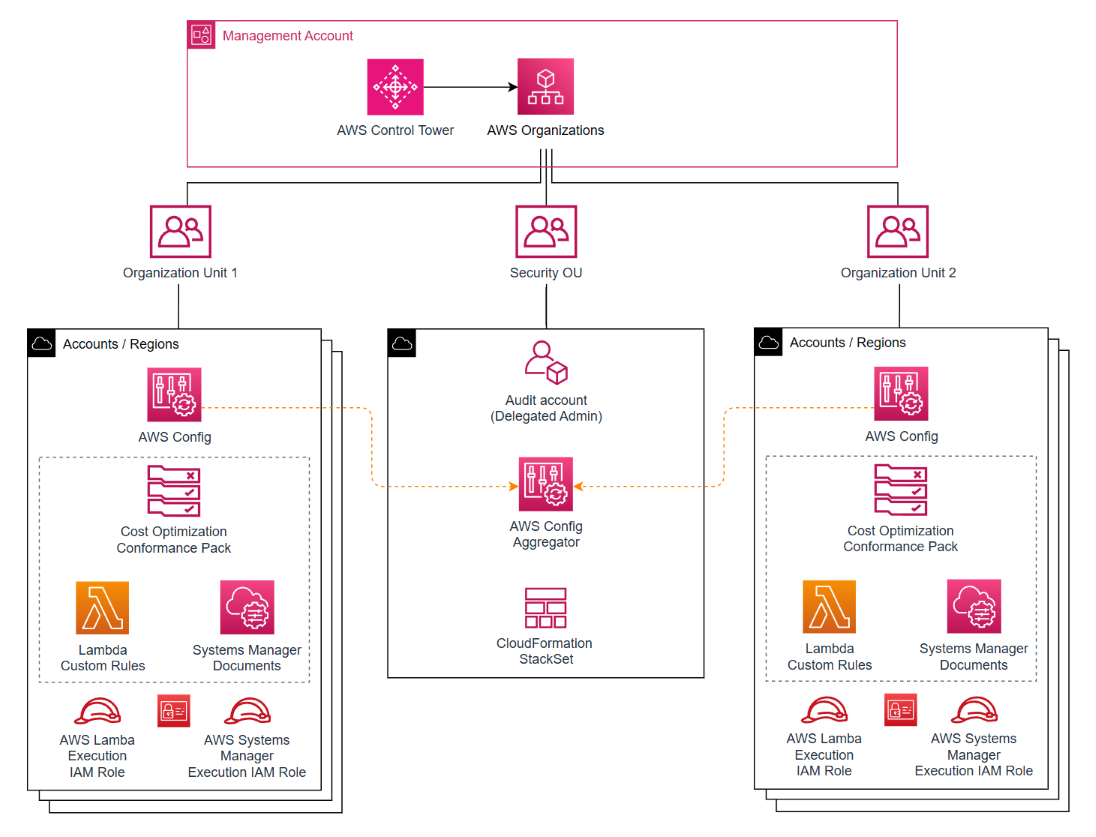 Management Account
AWS Control Tower
AWS Organizations
Organization Unit 1
Security OU
Organization Unit 2
Accounts / Regions
AWS Config
Cost Optimization
Conformance Pack
Lambda
Custom Rules
Systems Manager
Documents
AWS Lamba
Execution
IAM Role
AWS Systems
Manager
Execution IAM Role
Audit account
(Delegated Admin)
AWS Config
Aggregator
CloudFormation
StackSet
Accounts / Regions
AWS Config
Cost Optimization
Conformance Pack
Lambda
Custom Rules
Systems Manager
Documents
AWS Lamba
Execution
IAM Role
AWS Systems
Manager
Execution IAM Role